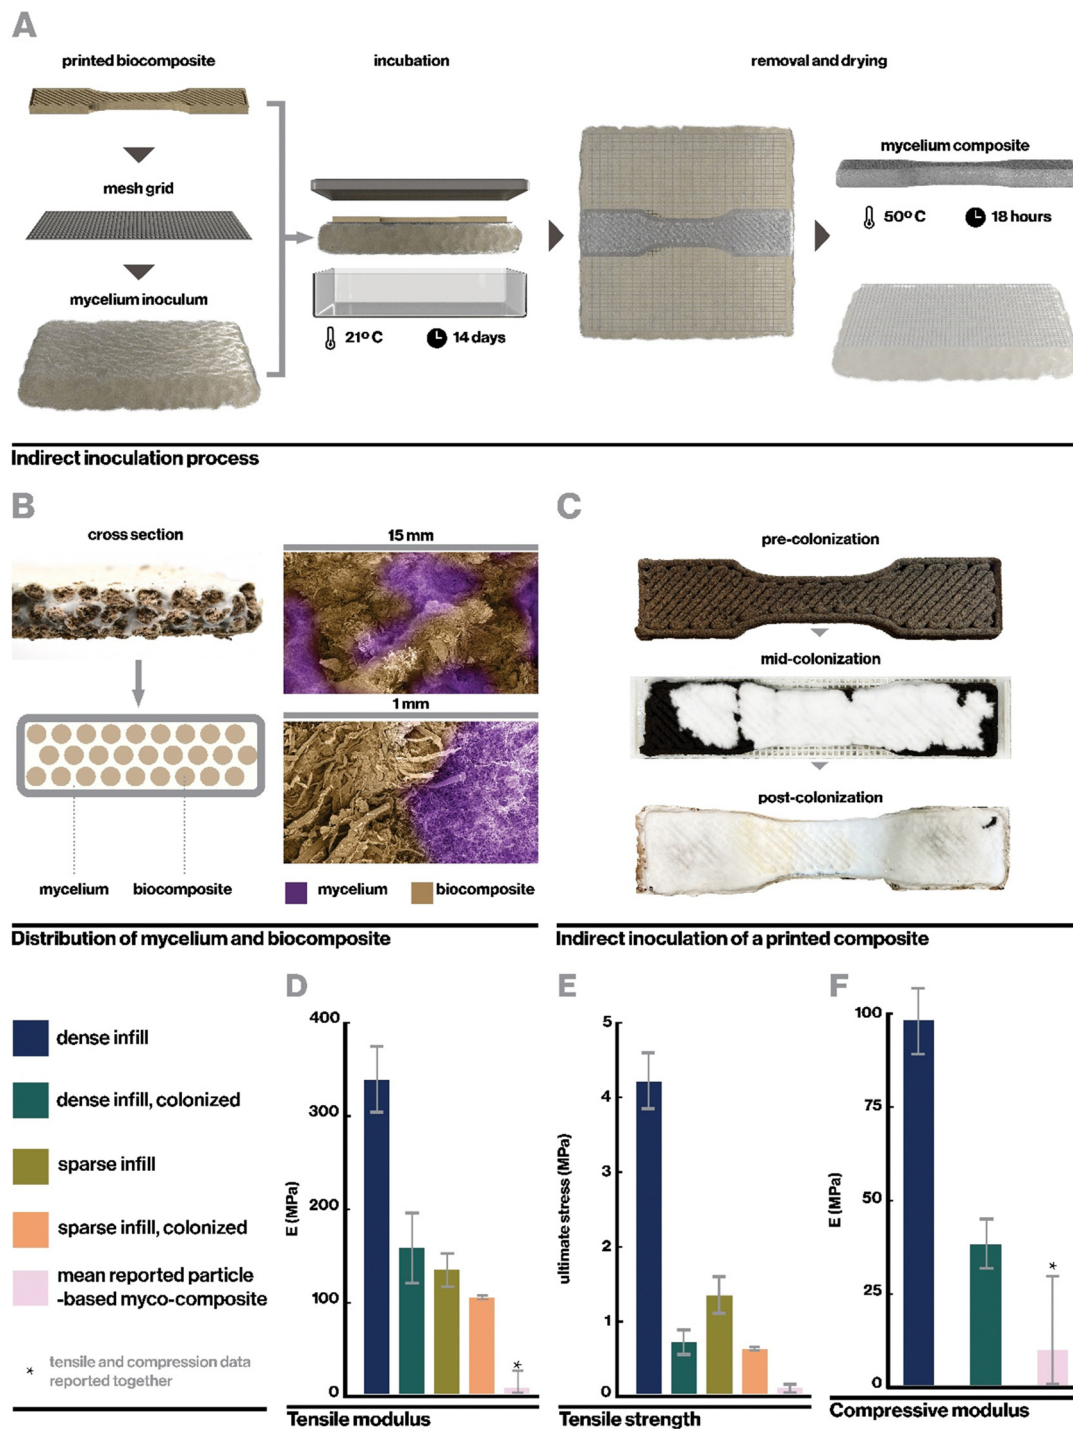 A
printed biocomposite
incubation
removal and drying
mesh grid
mycelium composite
50º C
18 hours
mycelium inoculum
21º C
14 days
Indirect inoculation process
B
cross section
15 mm
1 mm
mycelium
biocomposite
mycelium
biocomposite
Distribution of mycelium and biocomposite
C
pre-colonization
mid-colonization
post-colonization
Indirect inoculation of a printed composite
dense infill
dense infill, colonized
sparse infill
sparse infill, colonized
mean reported particle
-based myco-composite
* tensile and compression data
reported together
D
400
300
200
100
0
E (MPa)
*
Tensile modulus
E
5
4
3
2
1
0
ultimate stress (MPa)
Tensile strength
F
100
75
50
25
0
E (MPa)
*
Compressive modulus